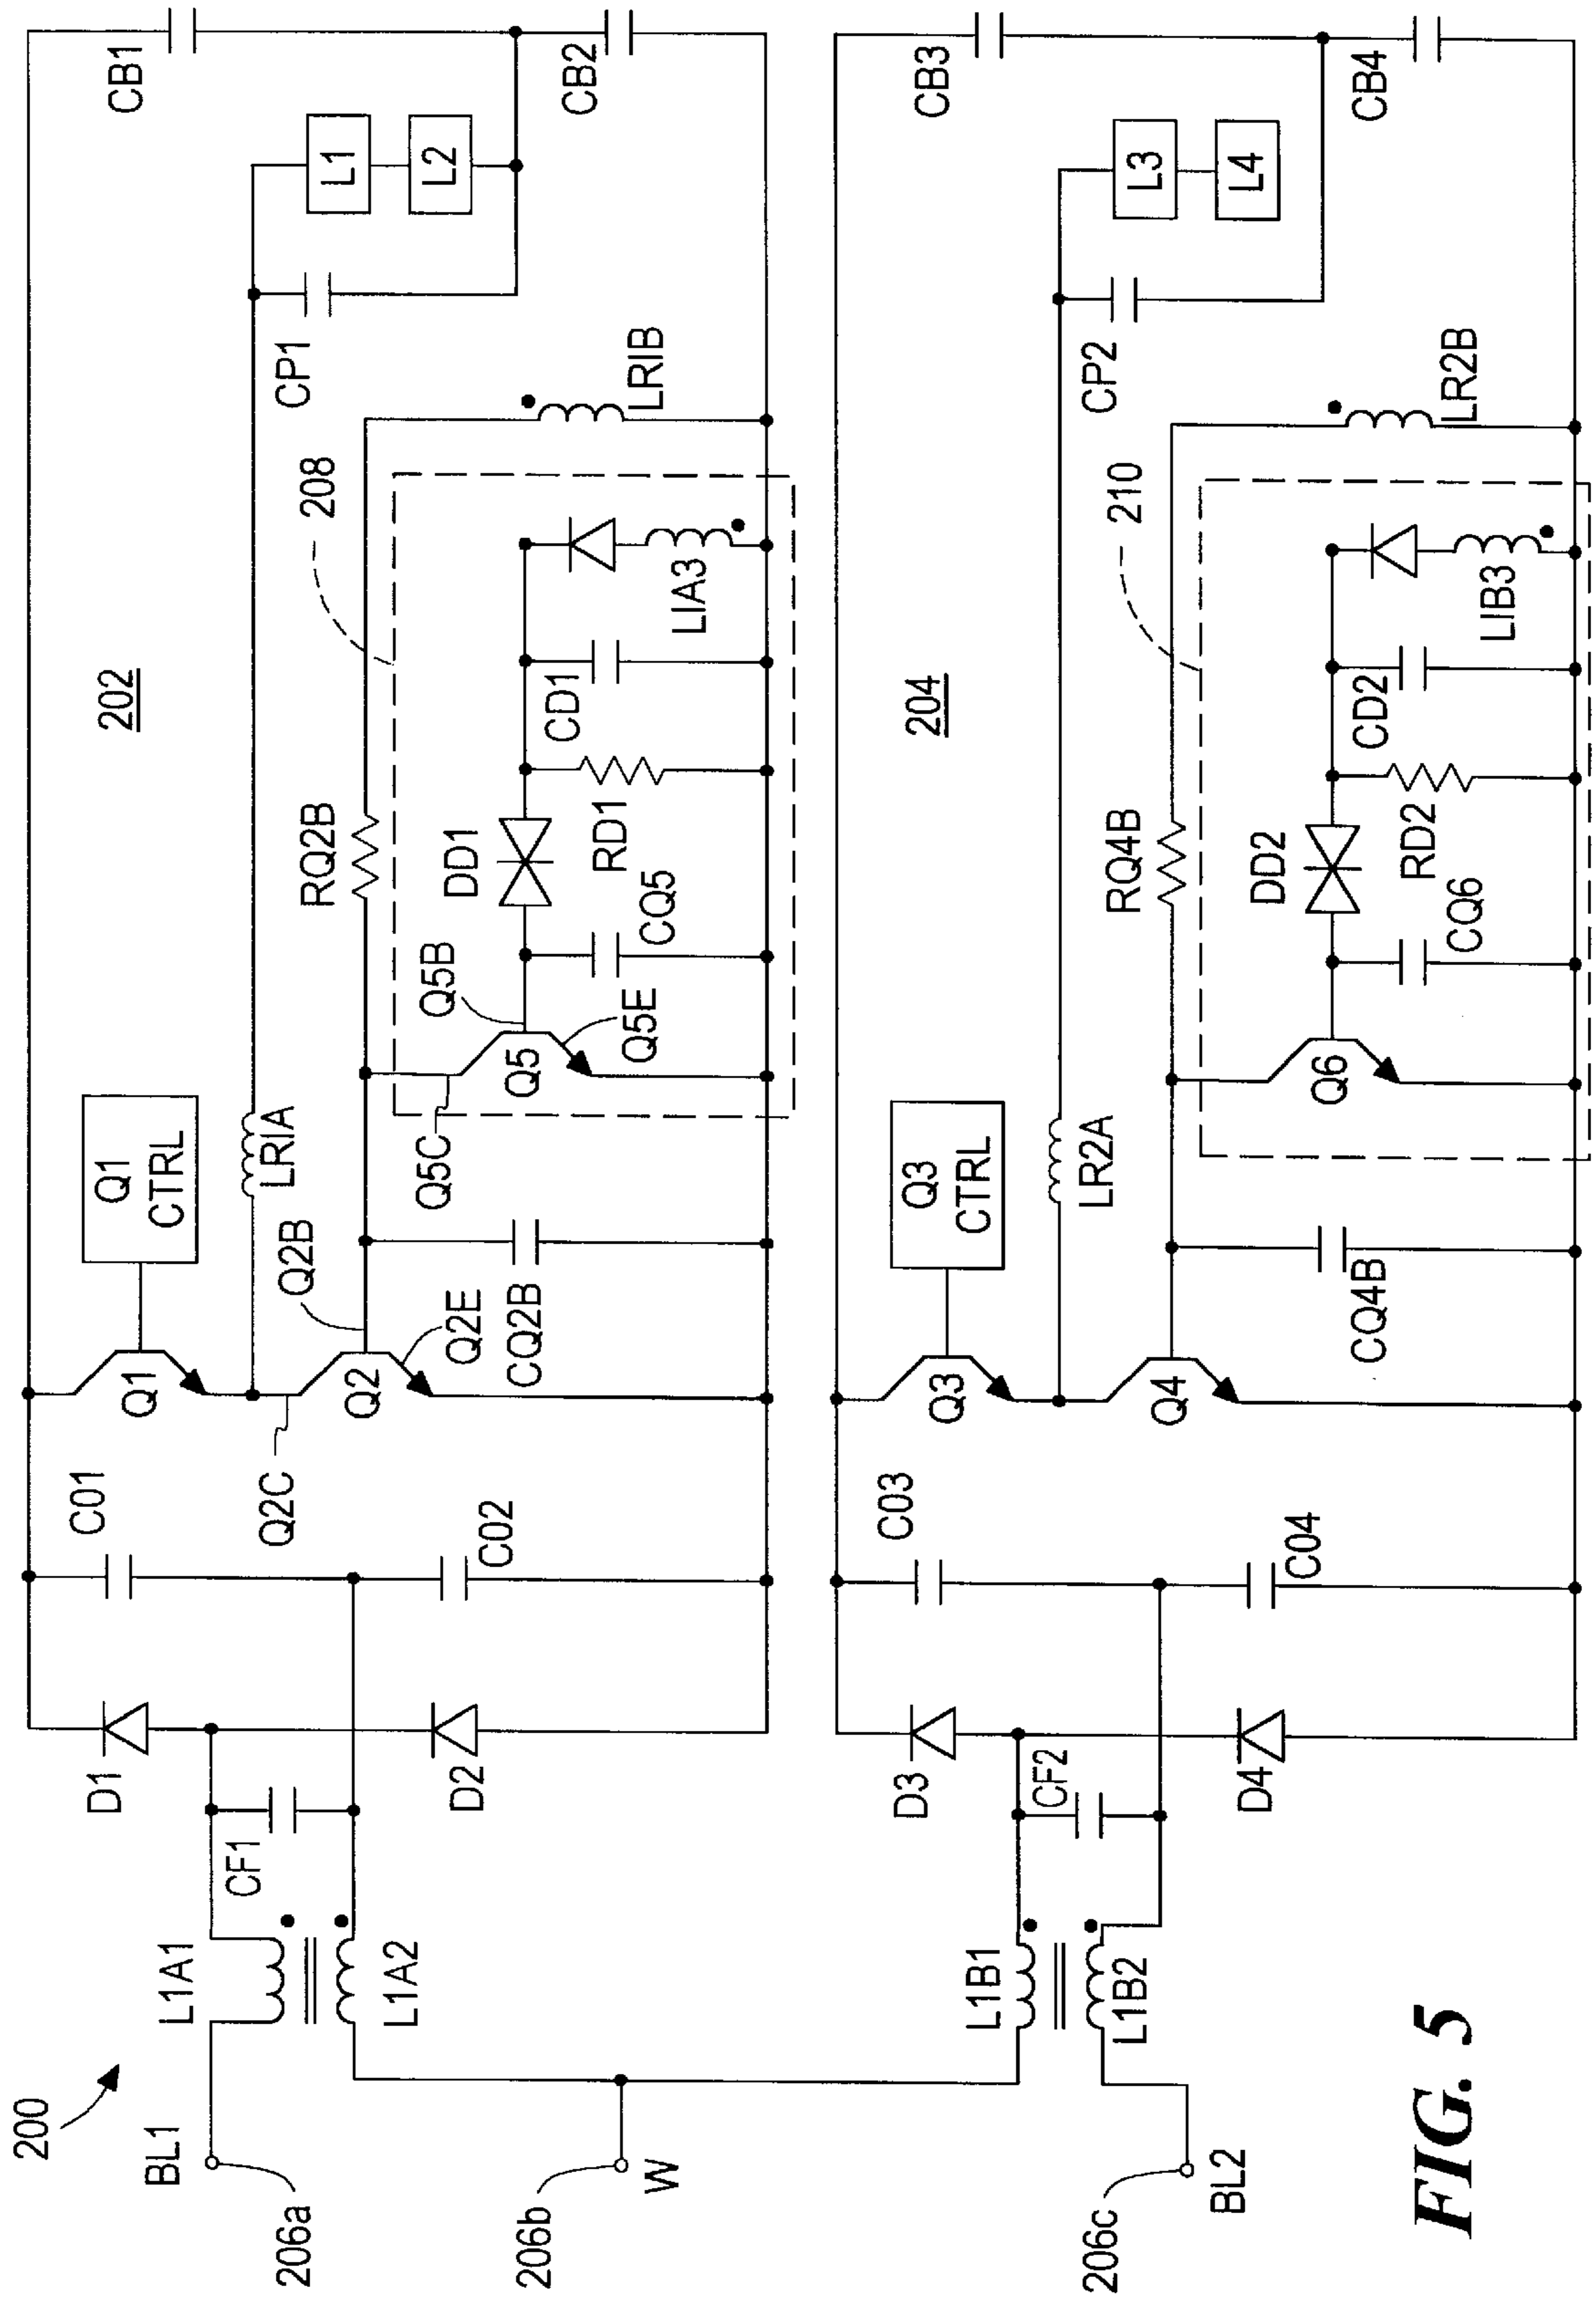 200
BL1
206a
206b
W
206c
BL2
L1A1
L1A2
L1B1
L1B2
CF1
CF2
D1
D2
D3
D4
C01
C02
C03
C04
202
Q1
Q1
CTRL
Q2C
Q2
Q2B
Q2E
CQ2B
LRIA
RQ2B
Q5C
Q5
Q5B
Q5E
CQ5
DD1
RD1
CD1
LIA3
208
LRIB
CP1
L1
L2
CB1
CB2
204
Q3
Q3
CTRL
Q4
CQ4B
LR2A
RQ4B
Q6
CQ6
DD2
RD2
CD2
LIB3
210
LR2B
CP2
L3
L4
CB3
CB4
FIG. 5